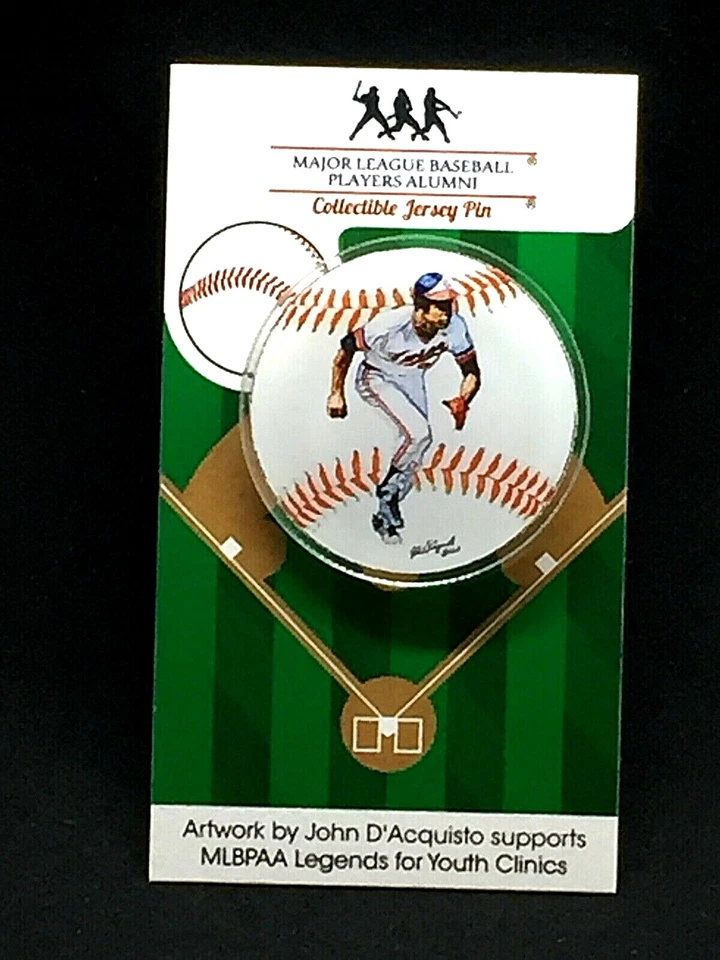 MAJOR LEAGUE BASEBALL ®
PLAYERS ALUMNI
Collectible Jersey Pin ®
Artwork by John D'Acquisto supports
MLBPAA Legends for Youth Clinics